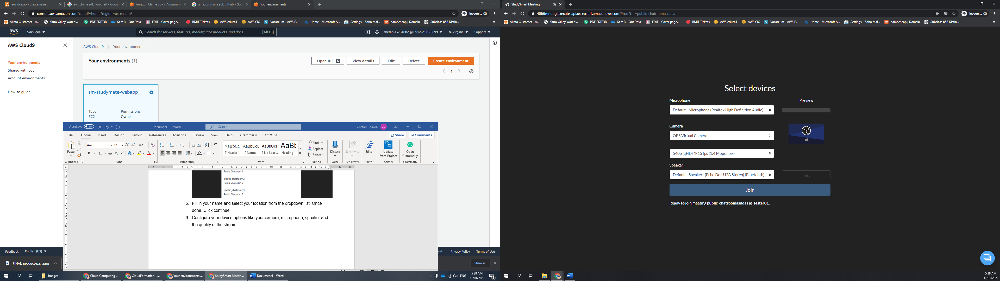 aws.drawio - diagrams.net
aws chime sdk flowchart - Googl
Amazon Chime SDK - Amazon W
amazon chime sdk github - Goo
Your environments
console.aws.amazon.com/cloud9/home?region=us-east-1#
Incognito (2)
Alinta Customer - A...
Yarra Valley Water :...
PDF EDITOR
Sem 3 - OneDrive
EDIT - Cover page...
RMIT Tickets
AWS educa1
AWS CIC
Vocareum - AWS E...
Home - Microsoft A...
Settings - Zoho Mai...
namecheap | Domain
Subclass 858 Distin...
aws
Services
Search for services, features, marketplace products, and docs
[Alt+S]
chetan-s3764882 @ 0912-2119-8899
N. Virginia
Support
AWS Cloud9
Your environments
Shared with you
Account environments
How-to guide
AWS Cloud9 > Your environments
Your environments (1)
Open IDE
View details
Edit
Delete
Create environment
1
sm-studymate-webapp
Type
EC2
Permissions
Owner
AutoSave Off
Document1 - Word
Search
Chetan Chawla
CC
File Home Insert Design Layout References Mailings Review View Help Grammarly ACROBAT
Share
Comments
Paste
Clipboard
Arial
12
Font
Paragraph
AaBbCc
¶ Header 1
AaBbCcD
¶ Normal
AaBbCcD
¶ No Spac...
AaBb
Heading 1
Styles
Find
Replace
Select
Editing
Dictate
Voice
Sensitivity
Sensitivity
Editor
Editor
Update from Project
Sensei
Open Grammarly
Grammarly
Public Chatroom 1
public_chatroom2
Public Chatroom 2
public_chatroom3
Public Chatroom 3
5. Fill in your name and select your location from the dropdown list. Once
done. Click continue.
6. Configure your device options like your camera, microphone, speaker and
the quality of the stream
Feedback
English (US)
ved.
Privacy Policy
Terms of Use
FINAL_product-pa....png
Show all
Images
Cloud Computing ...
CloudFormation - ...
Your environments ...
StudySmart Meetin...
Document1 - Word
ENG
5:38 AM
31/01/2021
2
StudySmart Meeting
40f6fmnoug.execute-api.us-east-1.amazonaws.com/Prod/?m=public_chatroomasddas
Incognito (2)
Alinta Customer - A...
Yarra Valley Water :...
PDF EDITOR
Sem 3 - OneDrive
EDIT - Cover page...
RMIT Tickets
AWS educa1
AWS CIC
Vocareum - AWS E...
Home - Microsoft A...
Settings - Zoho Mai...
namecheap | Domain
Subclass 858 Distin...
Select devices
Microphone
Preview
Default - Microphone (Realtek High Definition Audio)
Camera
OBS Virtual Camera
540p (qHD) @ 15 fps (1.4 Mbps max)
Speaker
Default - Speakers (Echo Dot-U2A Stereo) (Bluetooth)
Test
Join
Ready to join meeting public_chatroomasddas as Tester01.
5:38 AM
31/01/2021